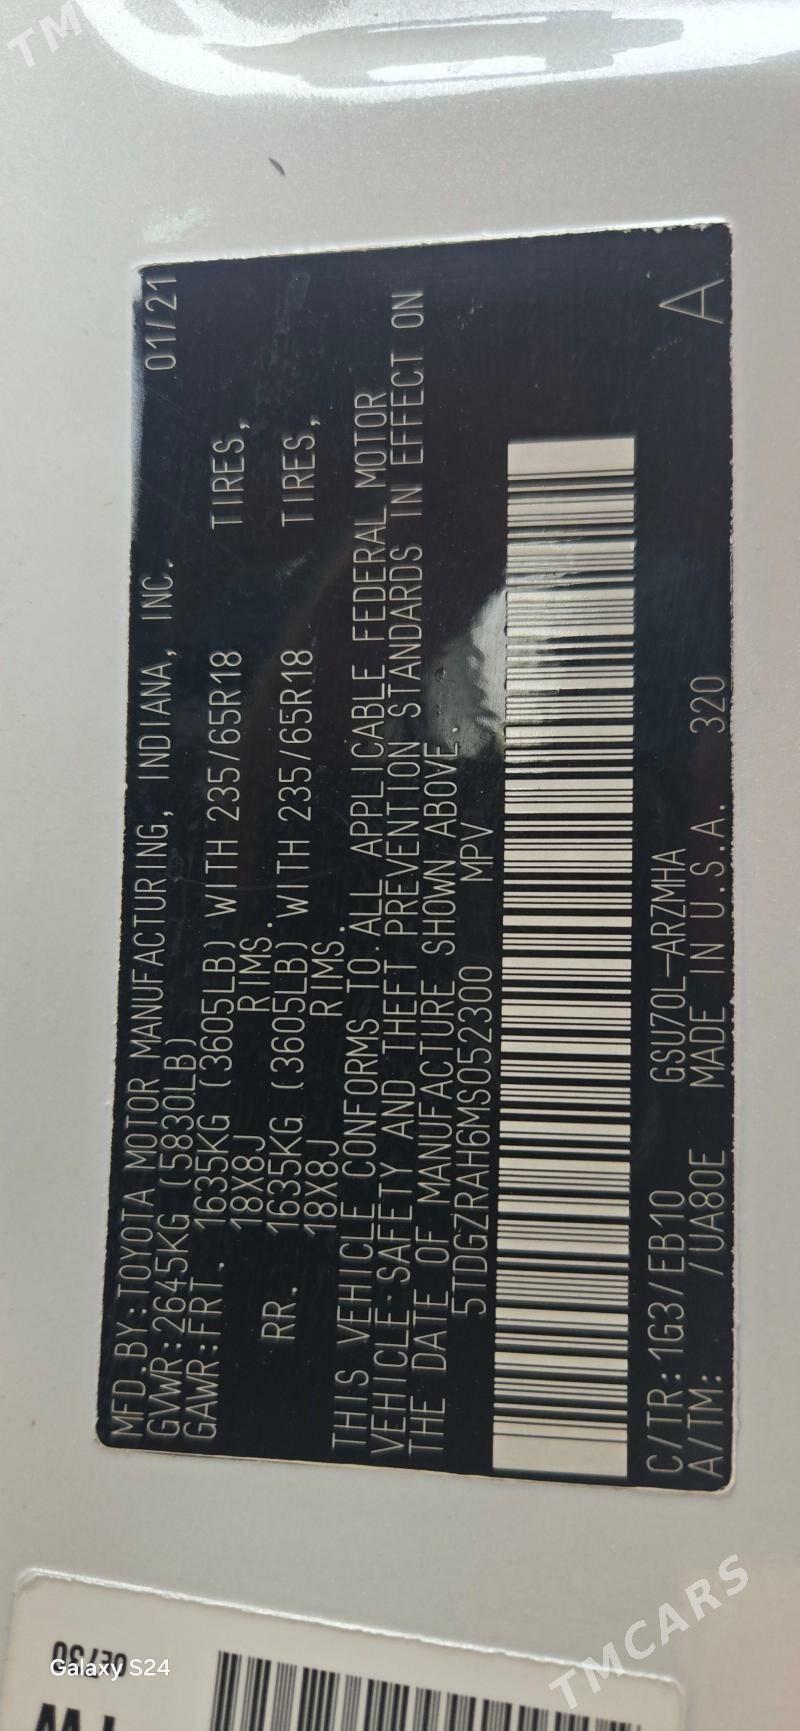 MFD.BY:TOYOTA MOTOR MANUFACTURING, INDIANA, INC. 01/21
GVWR:2645KG (5830LB)
GAWR:FRT. 1635KG (3605LB) WITH 235/65R18 TIRES,
18X8J RIMS.
RR. 1635KG (3605LB) WITH 235/65R18 TIRES,
18X8J RIMS.
THIS VEHICLE CONFORMS TO ALL APPLICABLE FEDERAL MOTOR
VEHICLE-SAFETY AND THEFT PREVENTION STANDARDS IN EFFECT ON
THE DATE OF MANUFACTURE SHOWN ABOVE.
5TDGZRAH6MS052300 MPV
C/TR: 1G3/EB10 GSU70L-ARZMHA
A/TM: /UA80E MADE IN U.S.A. 320 A
Galaxy S24
TMCARS